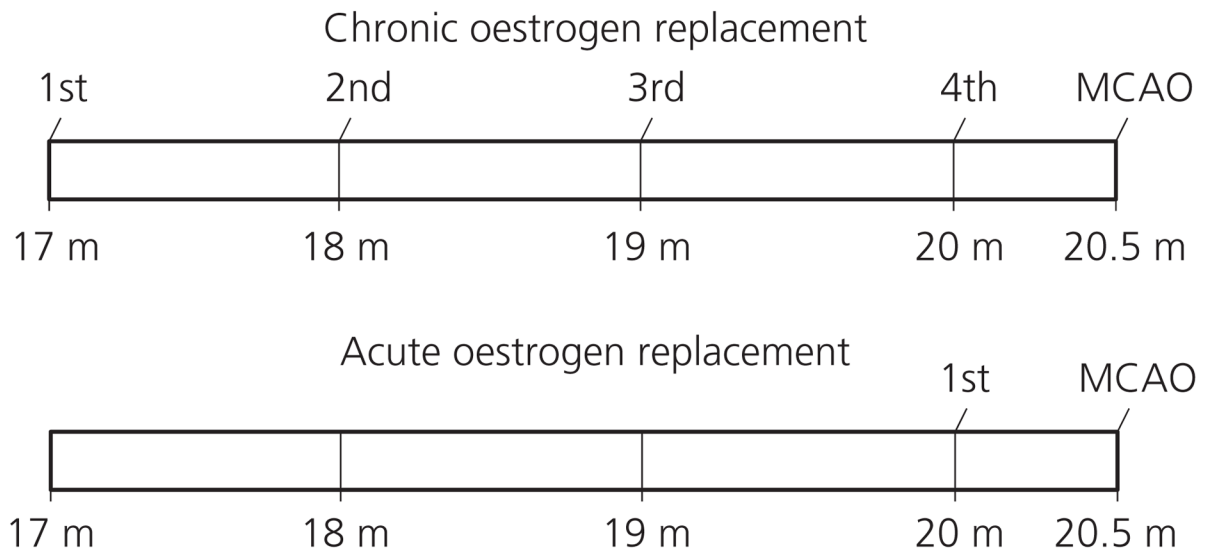 Chronic oestrogen replacement
1st 2nd 3rd 4th MCAO
17 m 18 m 19 m 20 m 20.5 m
Acute oestrogen replacement
1st MCAO
17 m 18 m 19 m 20 m 20.5 m